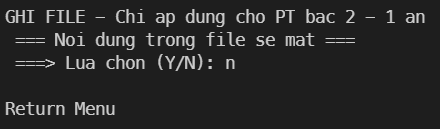 GHI FILE - Chi ap dung cho PT bac 2 - 1 an
=== Noi dung trong file se mat ===
===> Lua chon (Y/N): n
Return Menu